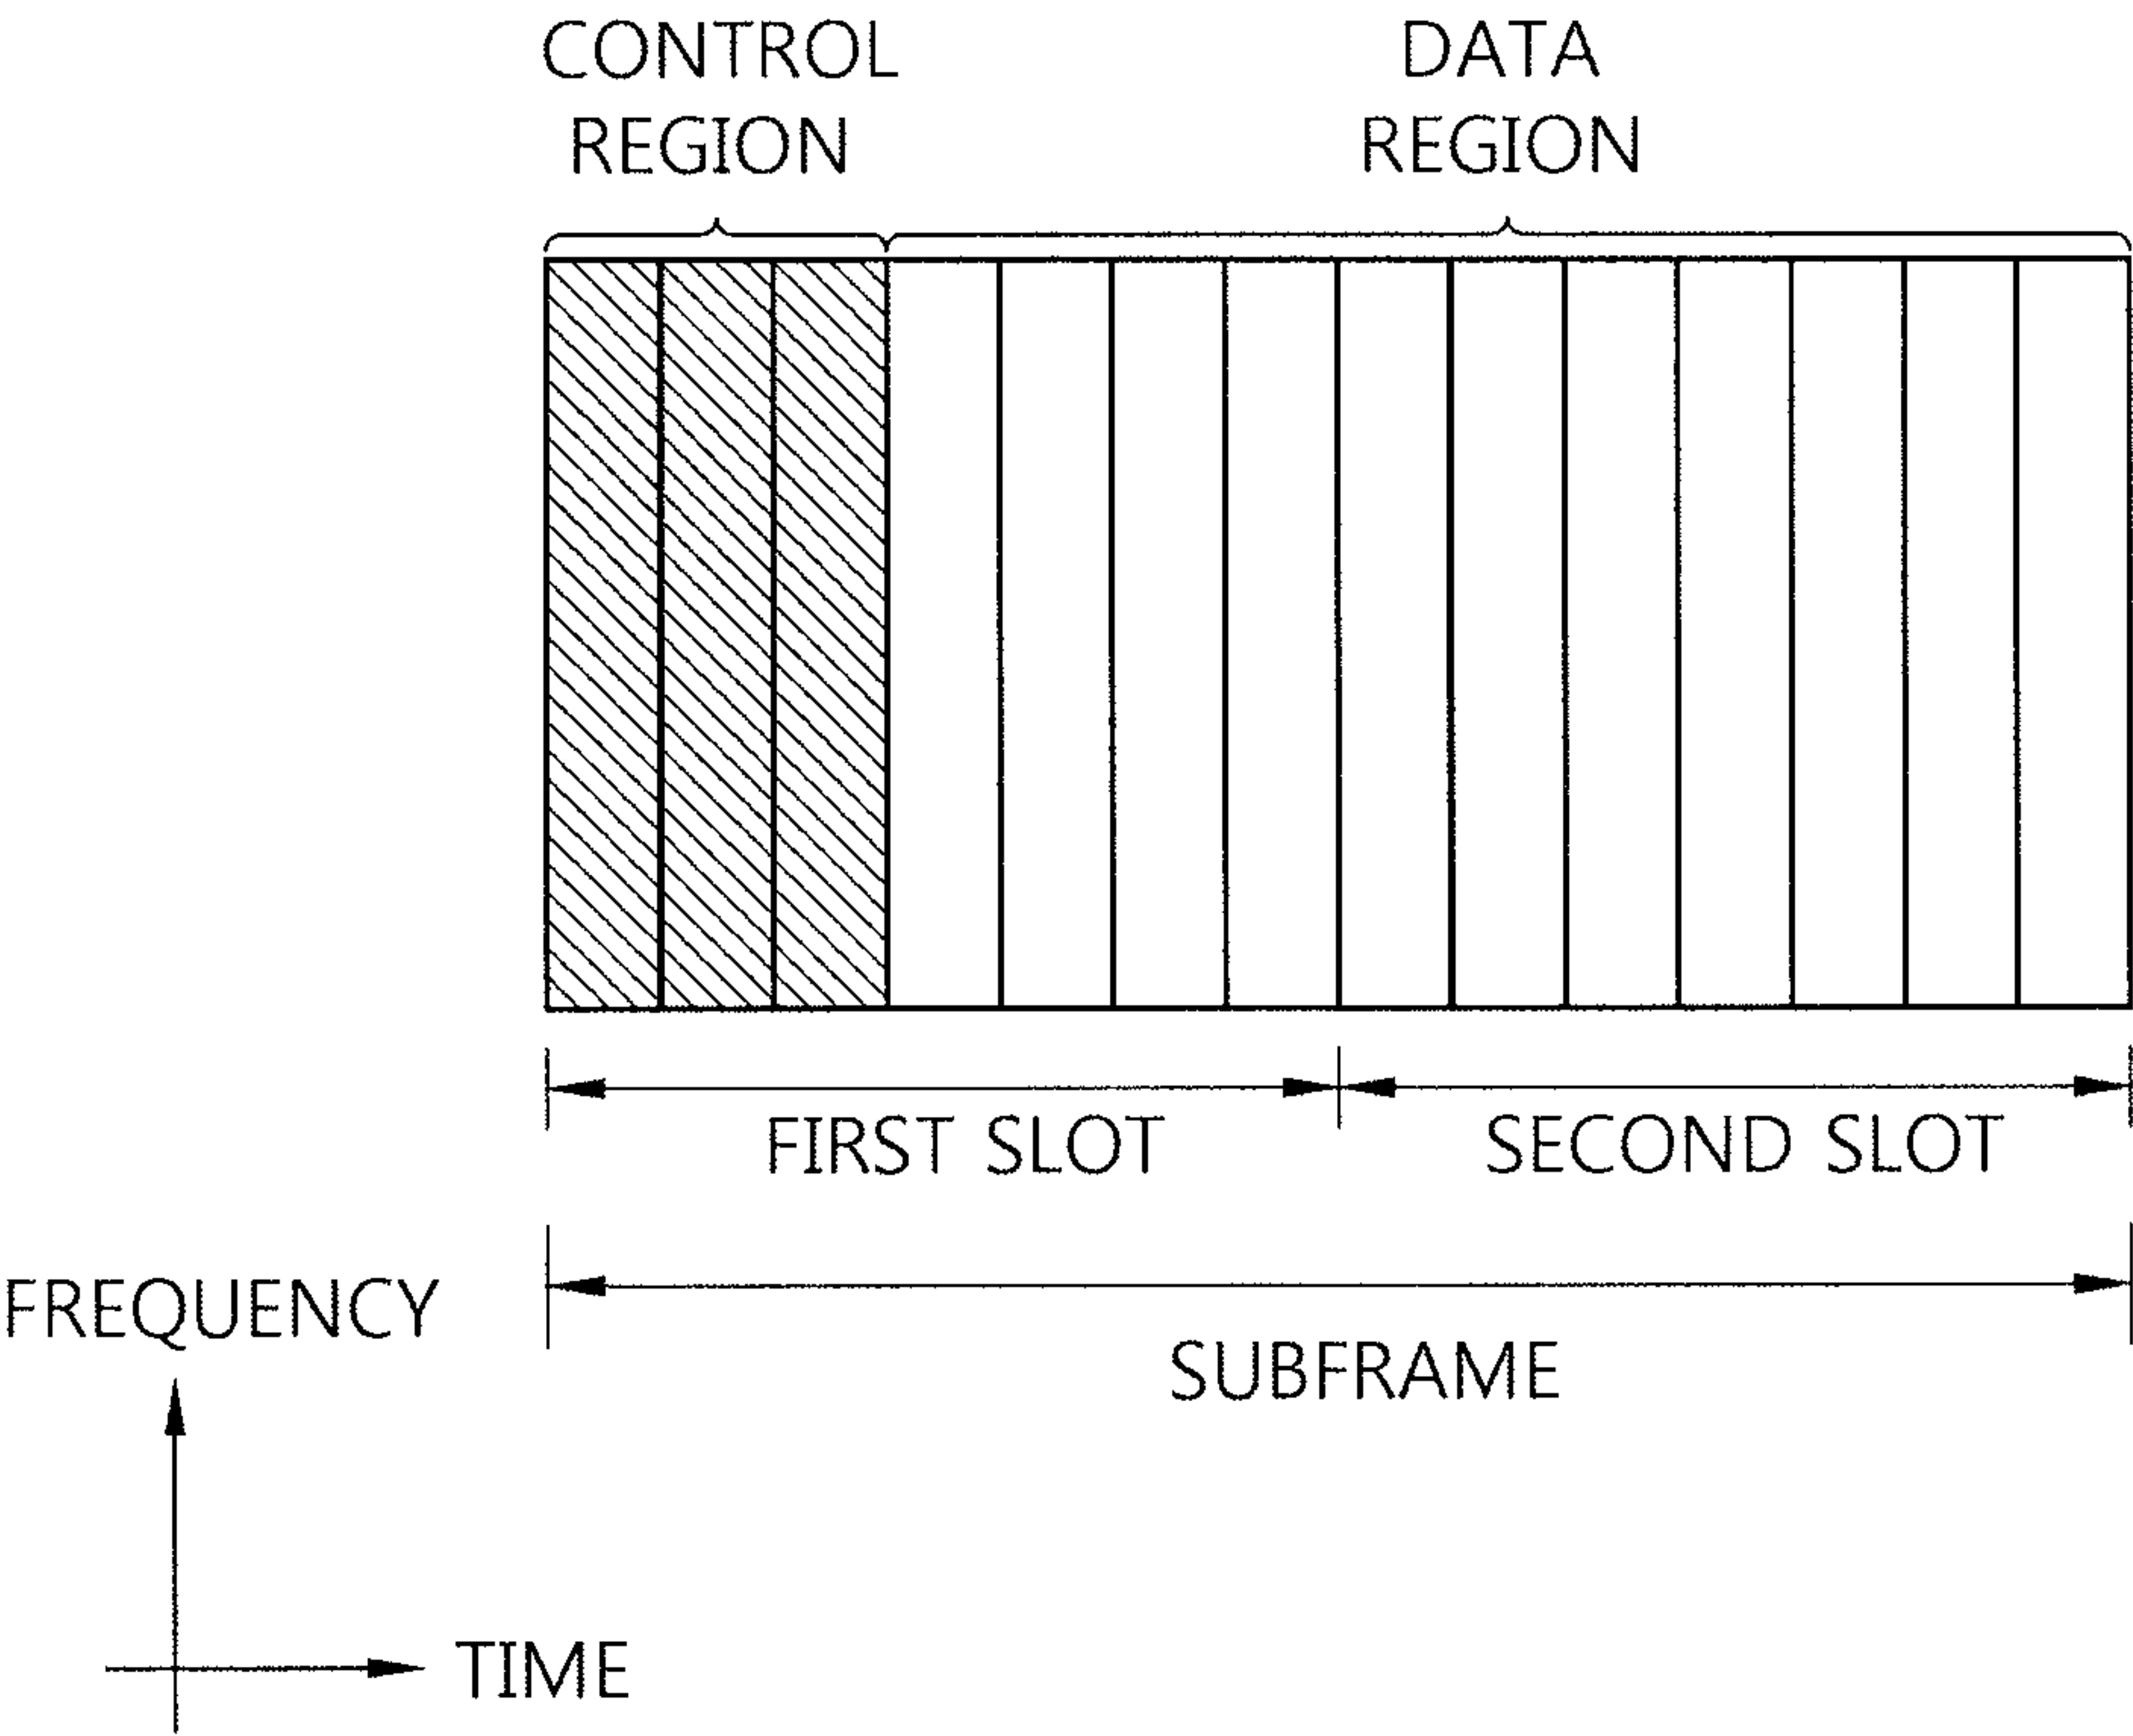 CONTROL
REGION
DATA
REGION
FIRST SLOT
SECOND SLOT
SUBFRAME
FREQUENCY
TIME